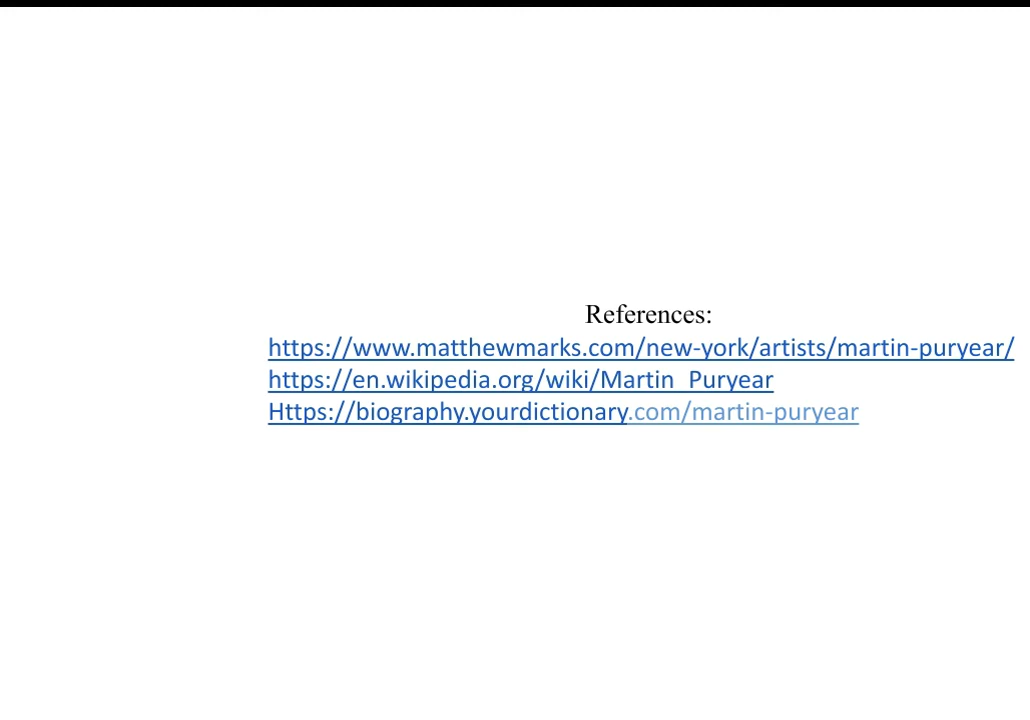 References:
https://www.matthewmarks.com/new-york/artists/martin-puryear/
https://en.wikipedia.org/wiki/Martin_Puryear
Https://biography.yourdictionary.com/martin-puryear